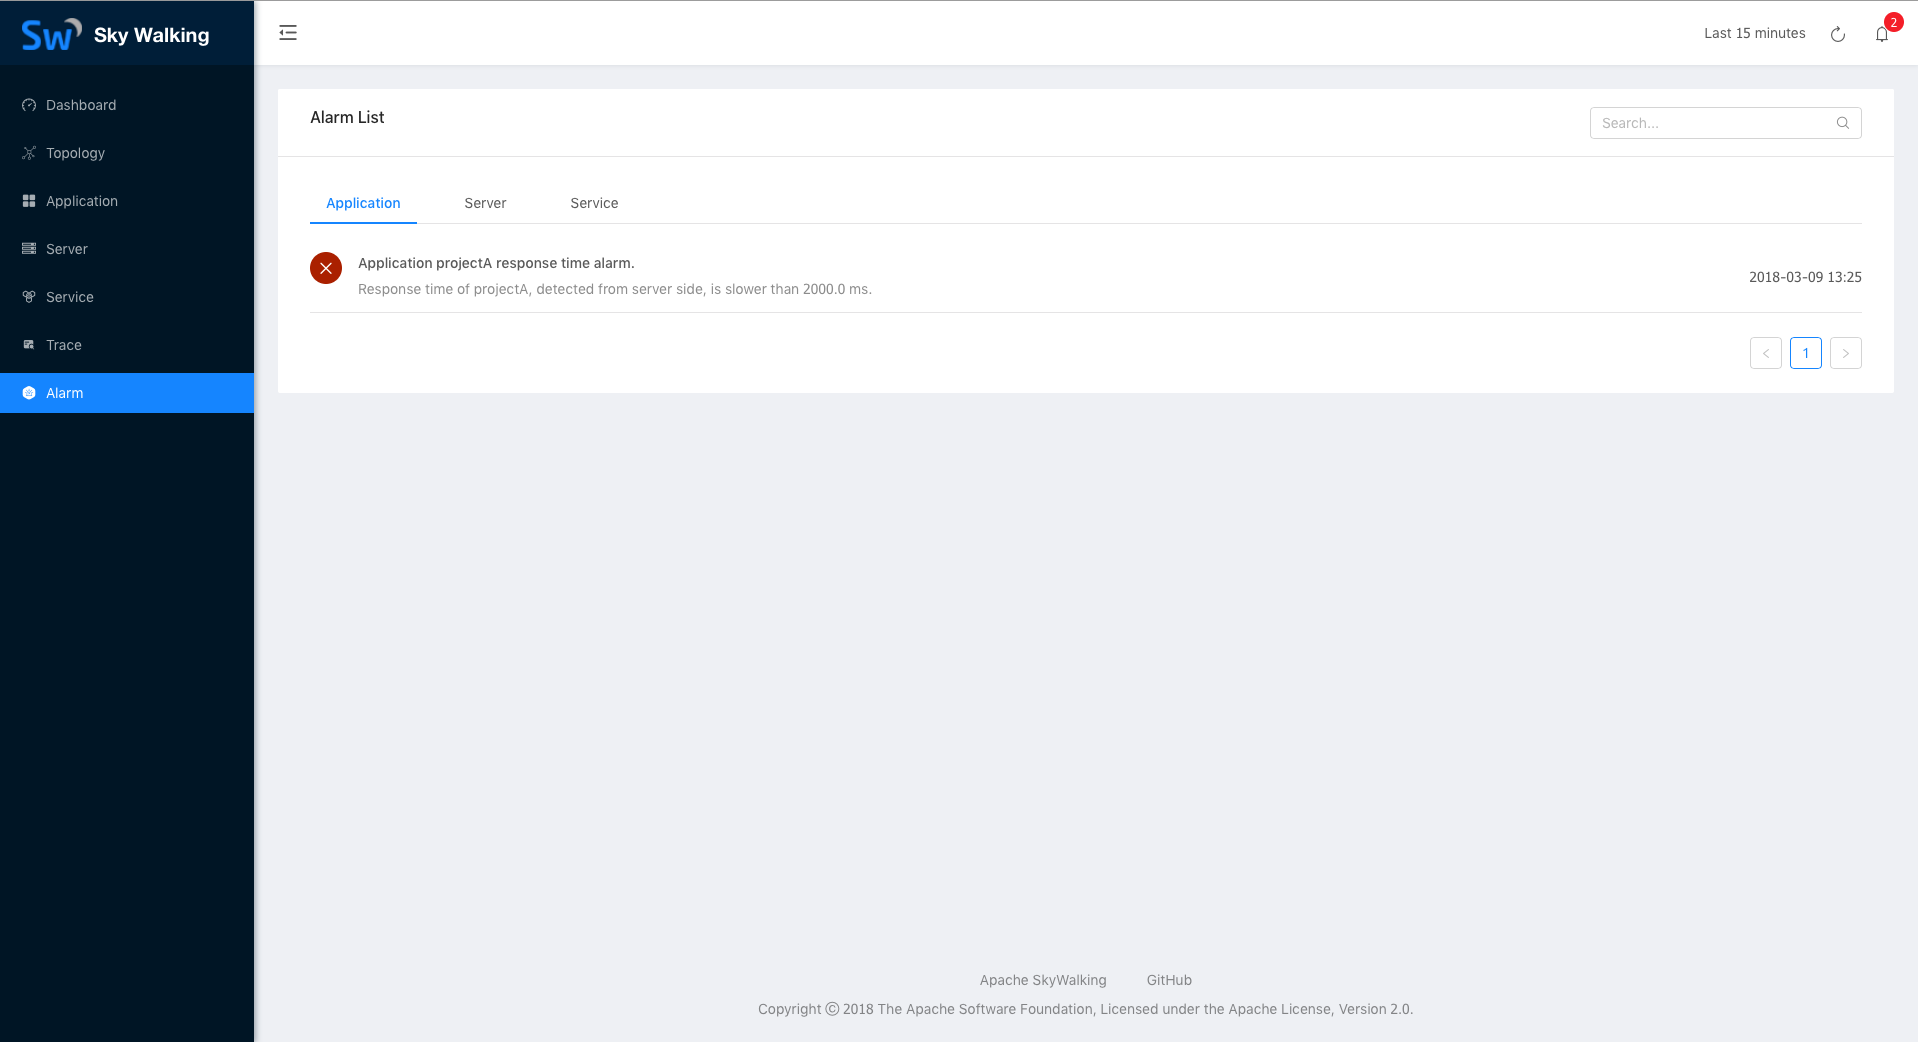 Sw Sky Walking
Last 15 minutes
2
Dashboard
Topology
Application
Server
Service
Trace
Alarm
Alarm List
Search...
Application Server Service
Application projectA response time alarm.
Response time of projectA, detected from server side, is slower than 2000.0 ms.
2018-03-09 13:25
< 1 >
Apache SkyWalking GitHub
Copyright © 2018 The Apache Software Foundation, Licensed under the Apache License, Version 2.0.